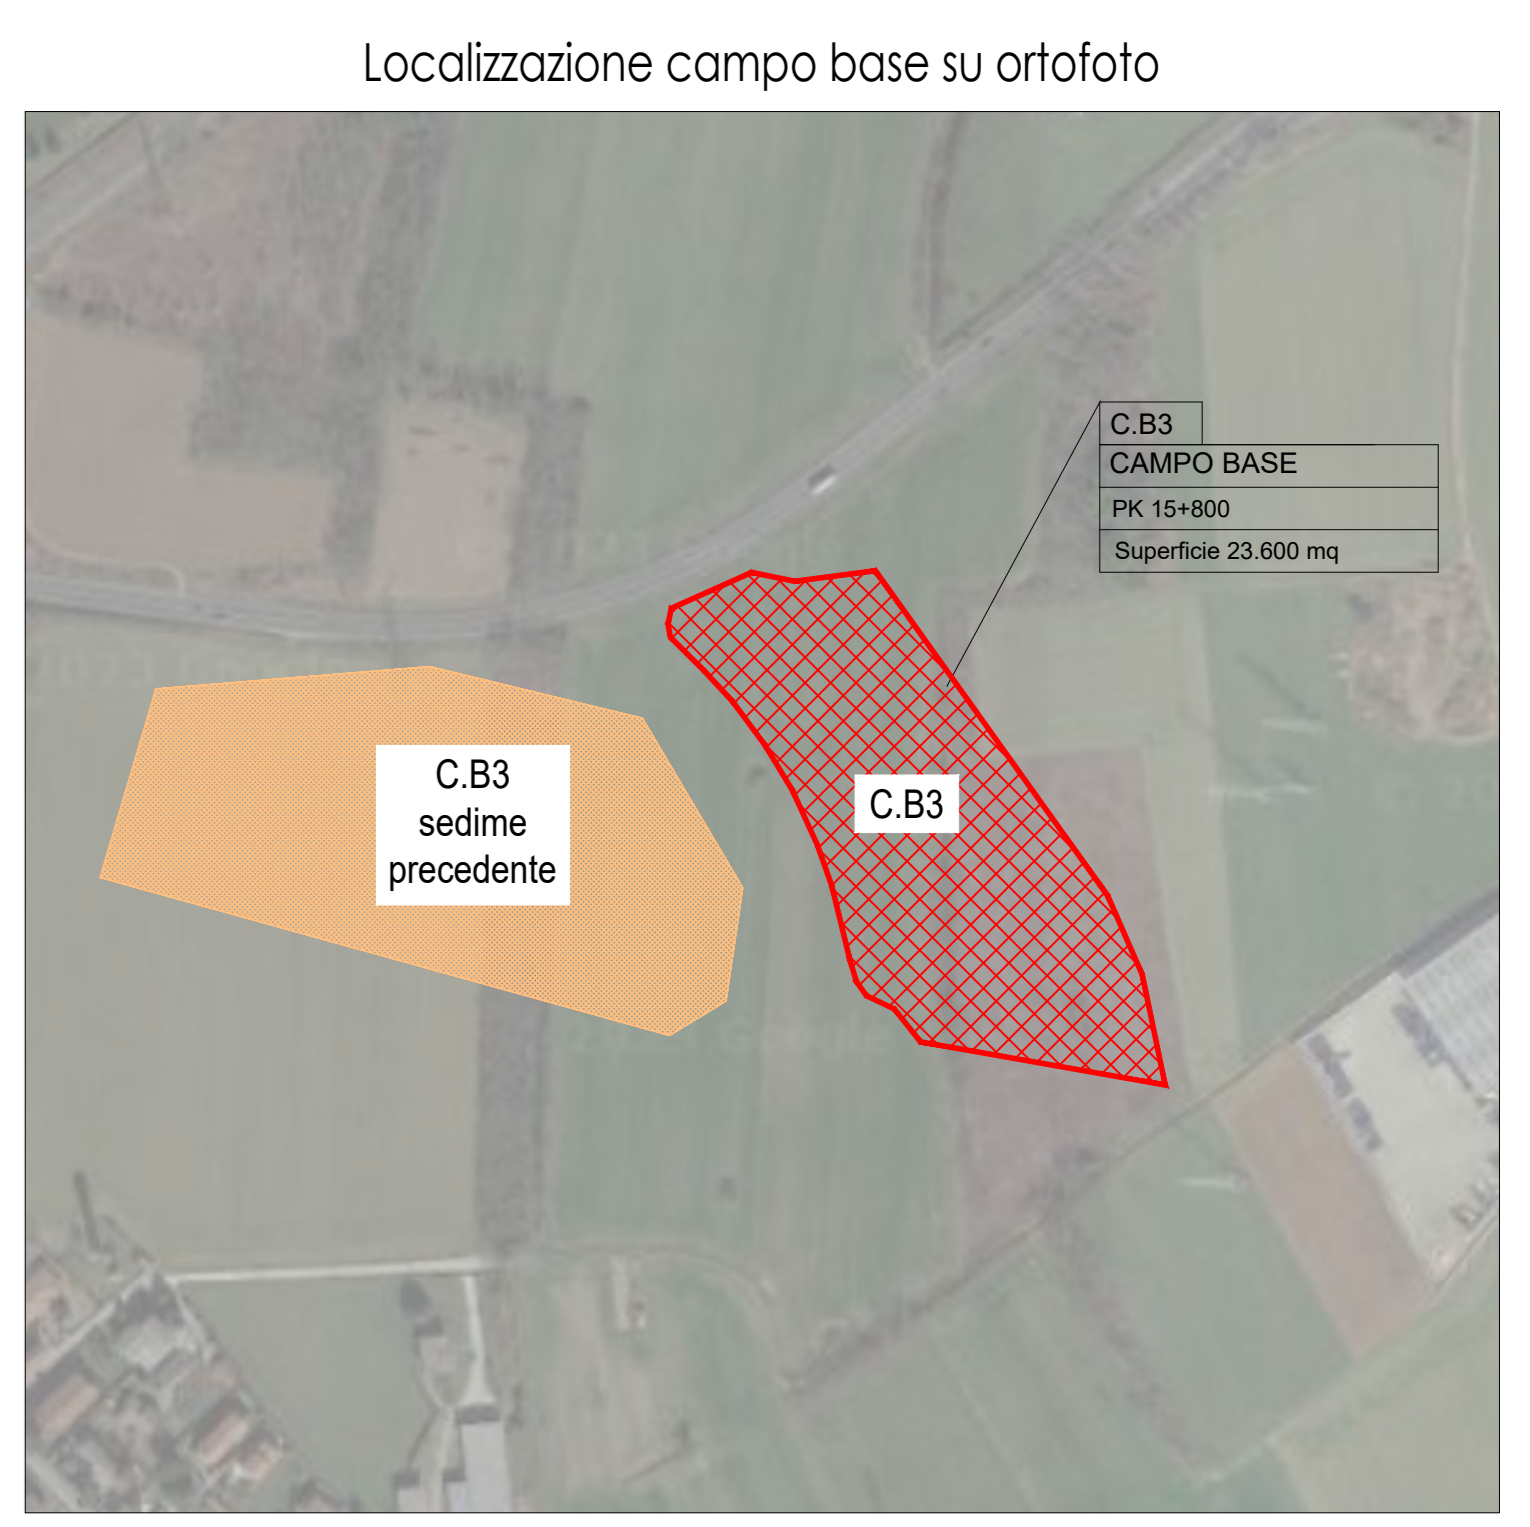 Localizzazione campo base su ortofoto
C.B3
CAMPO BASE
PK 15+800
Superficie 23.600 mq
C.B3
sedime
precedente
C.B3